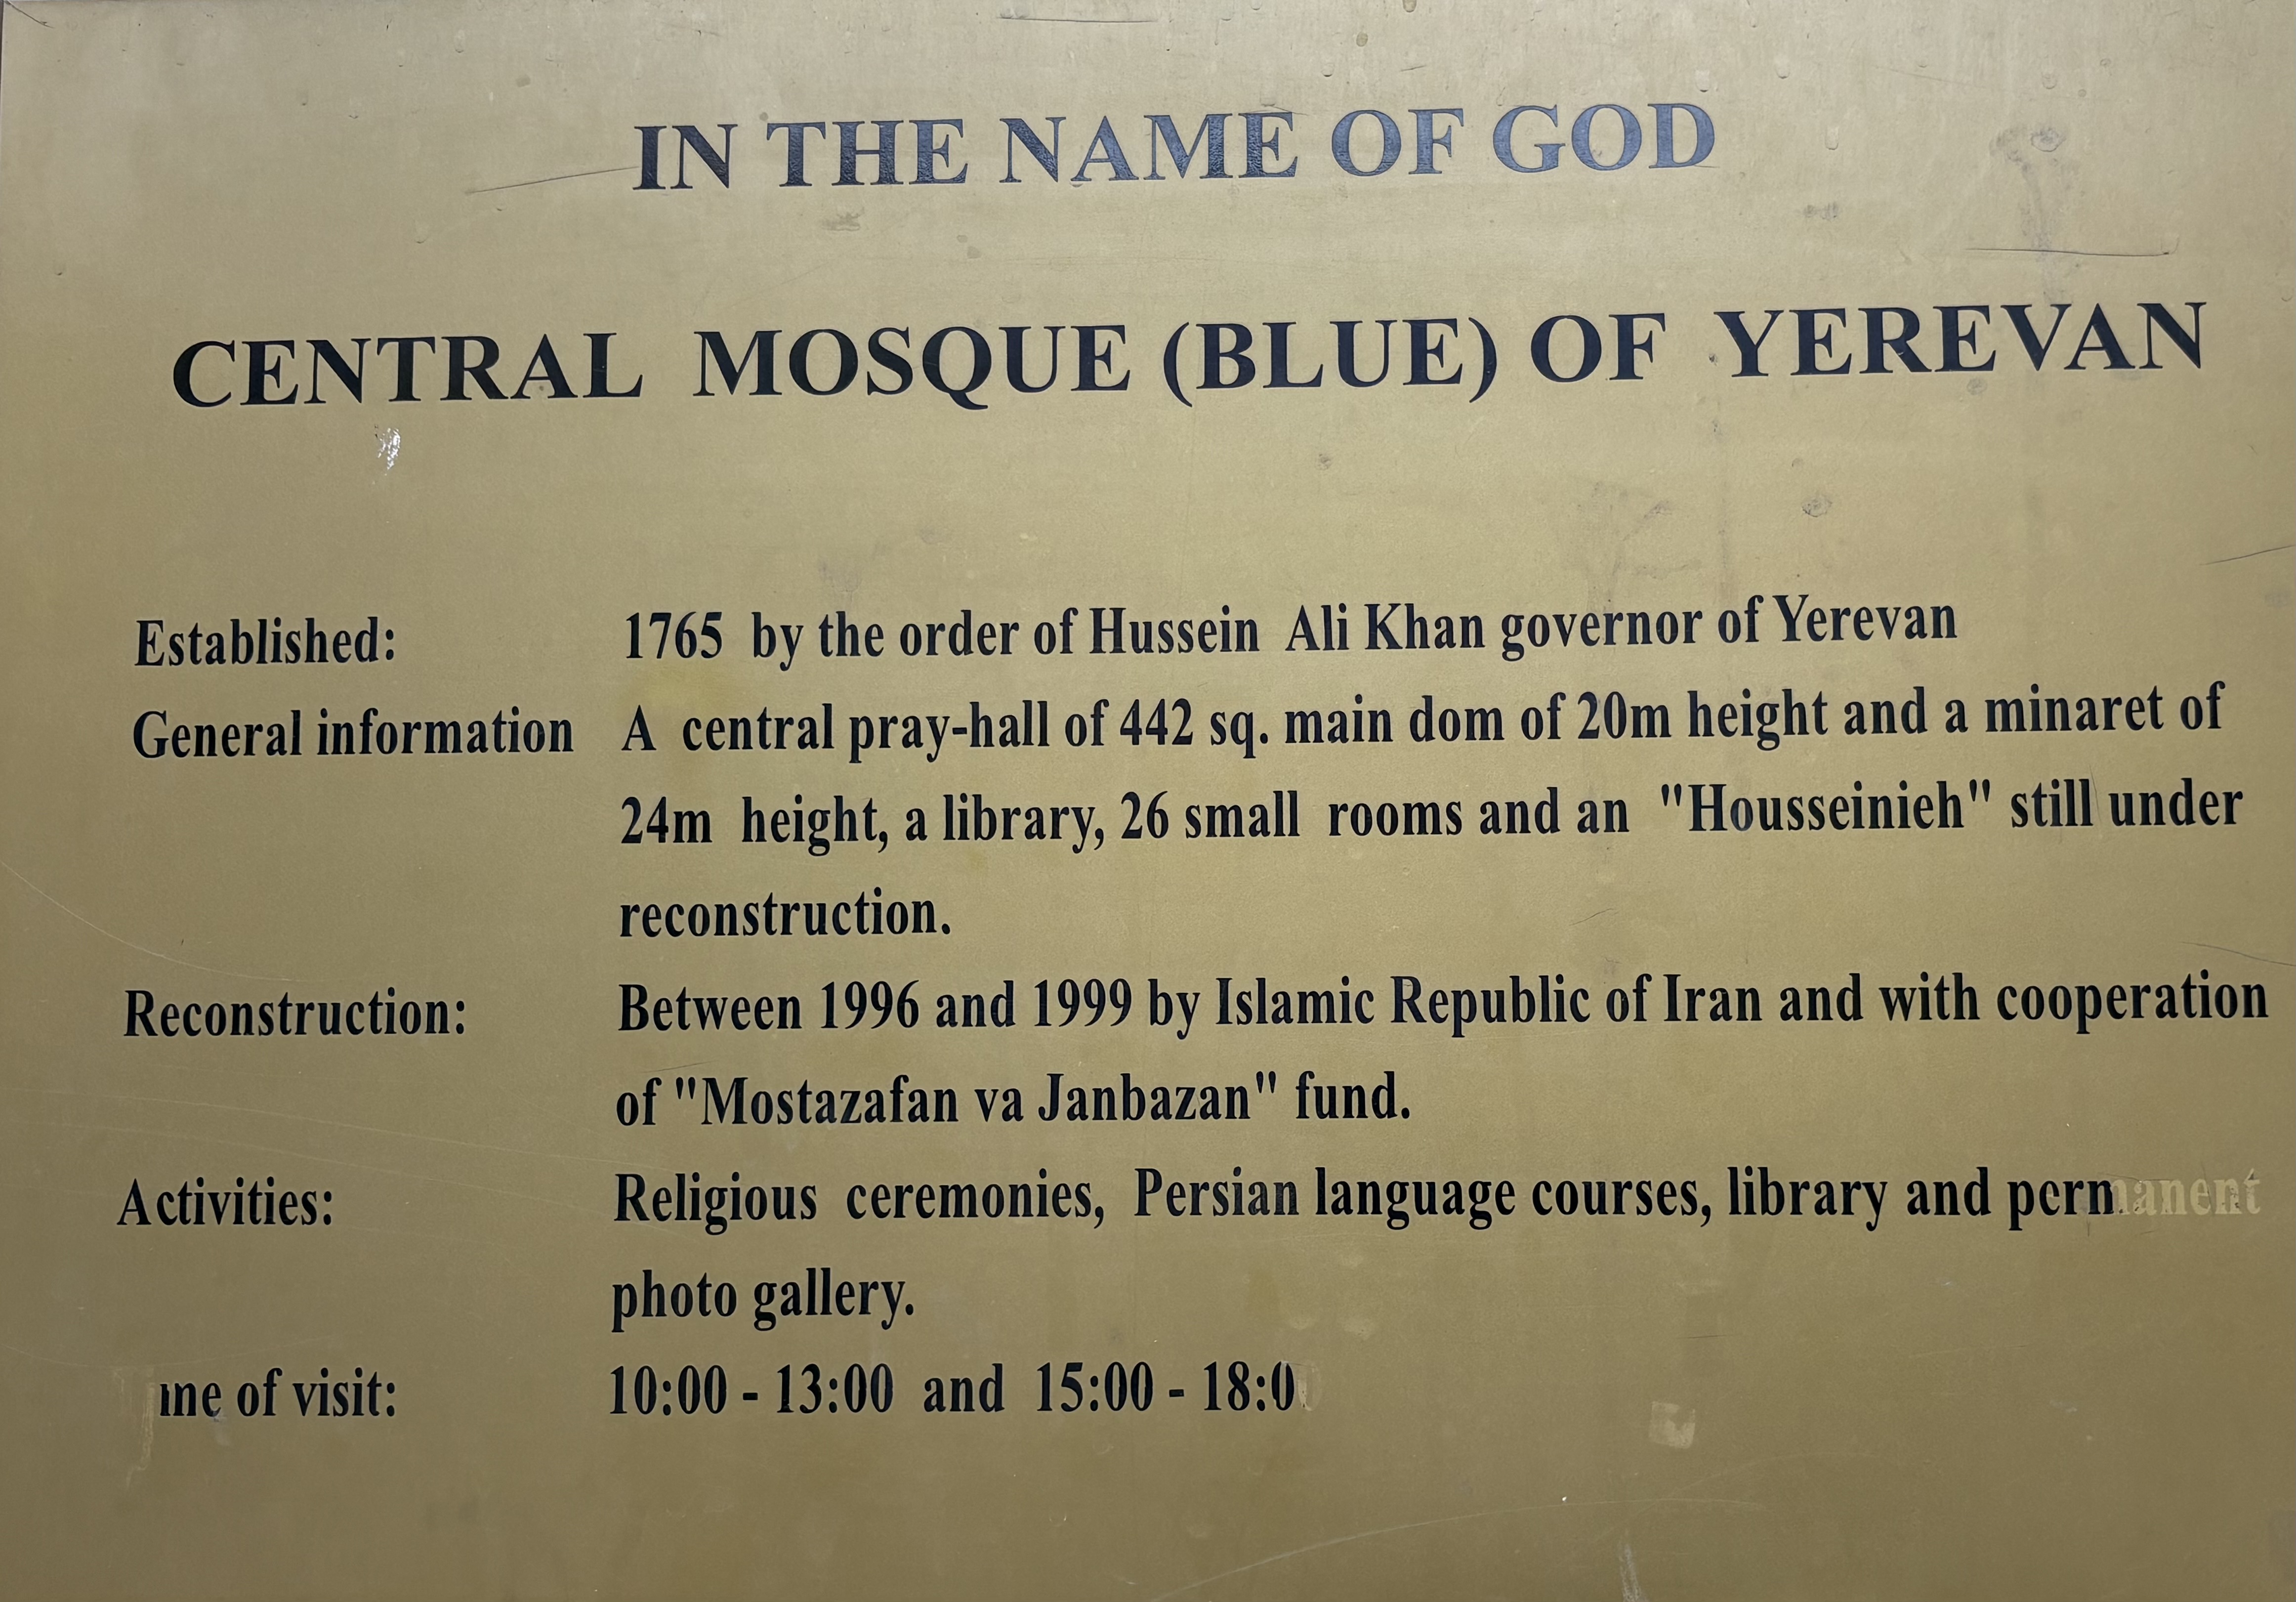 IN THE NAME OF GOD
CENTRAL MOSQUE (BLUE) OF YEREVAN
Established: 1765 by the order of Hussein Ali Khan governor of Yerevan
General information A central pray-hall of 442 sq. main dom of 20m height and a minaret of
24m height, a library, 26 small rooms and an "Housseinieh" still under
reconstruction.
Reconstruction: Between 1996 and 1999 by Islamic Republic of Iran and with cooperation
of "Mostazafan va Janbazan" fund.
Activities: Religious ceremonies, Persian language courses, library and permanent
photo gallery.
ime of visit: 10:00 - 13:00 and 15:00 - 18:00